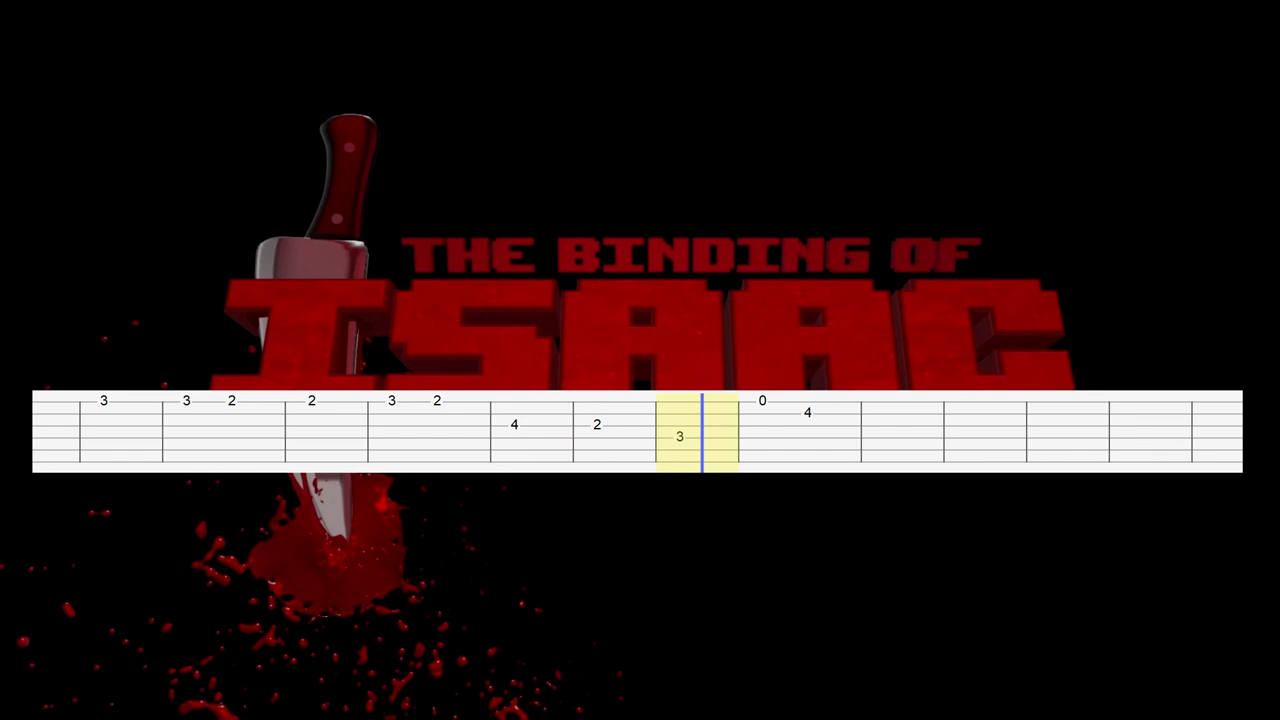 THE BINDING OF
ISAAC
3 3 2 2 3 2 0
4
4 2
3